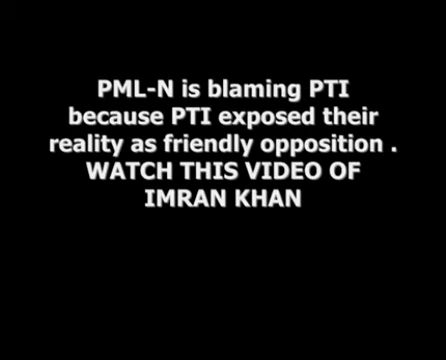 PML-N is blaming PTI
because PTI exposed their
reality as friendly opposition .
WATCH THIS VIDEO OF
IMRAN KHAN